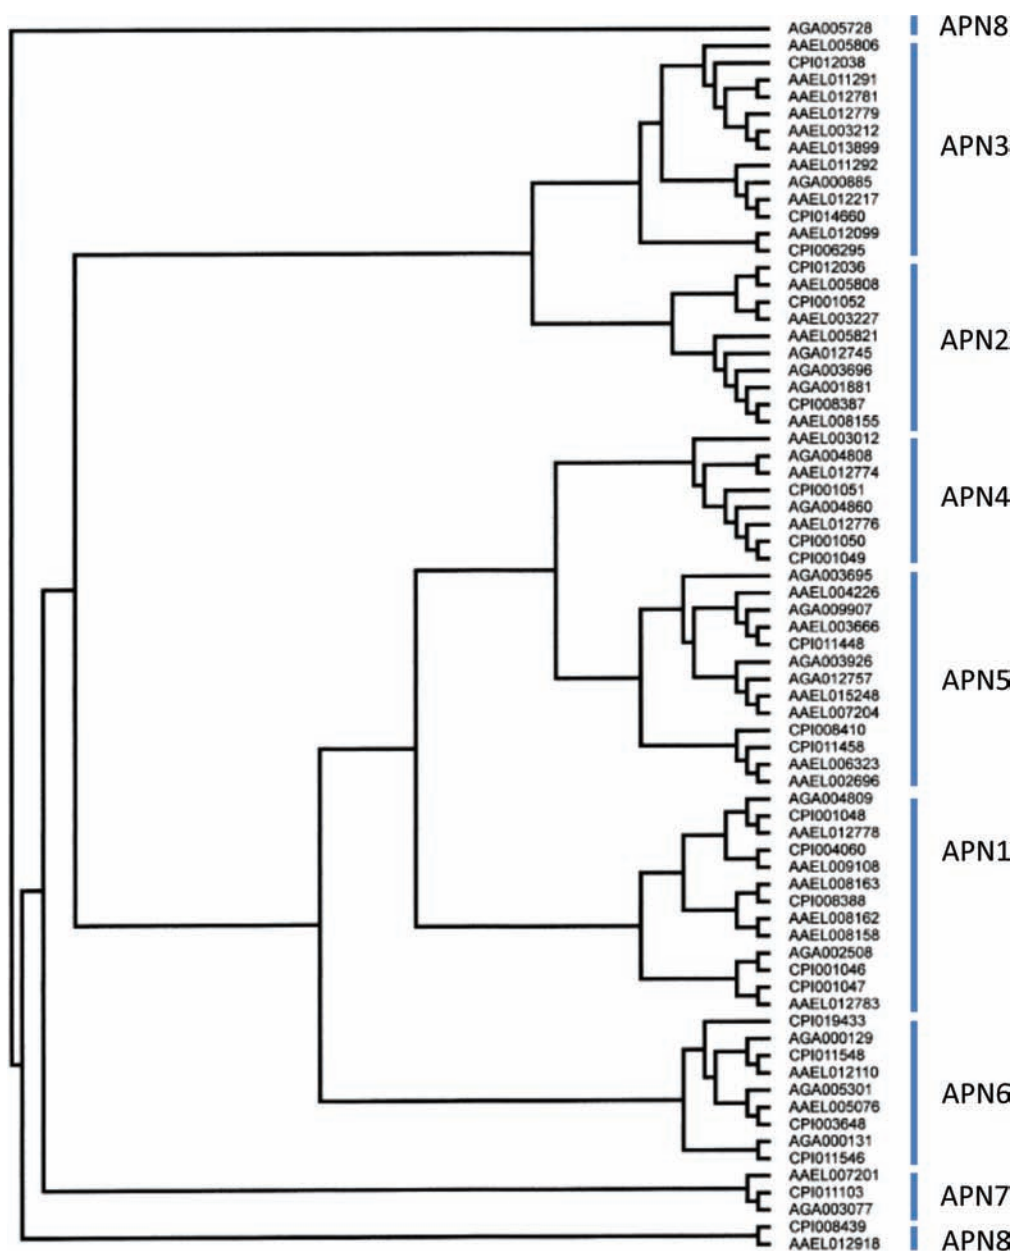 AGA005728 APN8
AAEL005806
CPI012038
AAEL011291
AAEL012781
AAEL012779
AAEL003212
AAEL013899 APN3
AAEL011292
AGA000885
AAEL012217
CPI014660
AAEL012099
CPI006295
CPI012036
AAEL005808
CPI001052
AAEL003227
AAEL005821 APN2
AGA012745
AGA003696
AGA001881
CPI008387
AAEL008155
AAEL003012
AGA004808
AAEL012774
CPI001051 APN4
AGA004860
AAEL012776
CPI001050
CPI001049
AGA003695
AAEL004226
AGA009907
AAEL003666
CPI011448
AGA003926
AGA012757 APN5
AAEL015248
AAEL007204
CPI008410
CPI011458
AAEL006323
AAEL002696
AGA004809
CPI001048
AAEL012778
CPI004060 APN1
AAEL009108
AAEL008163
CPI008388
AAEL008162
AAEL008158
AGA002508
CPI001046
CPI001047
AAEL012783
CPI019433
AGA000129
CPI011548
AAEL012110
AGA005301 APN6
AAEL005076
CPI003648
AGA000131
CPI011546
AAEL007201
CPI011103 APN7
AGA003077
CPI008439
AAEL012918 APN8